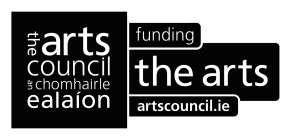 the arts
council
an chomhairle
ealaíon
funding
the arts
artscouncil.ie